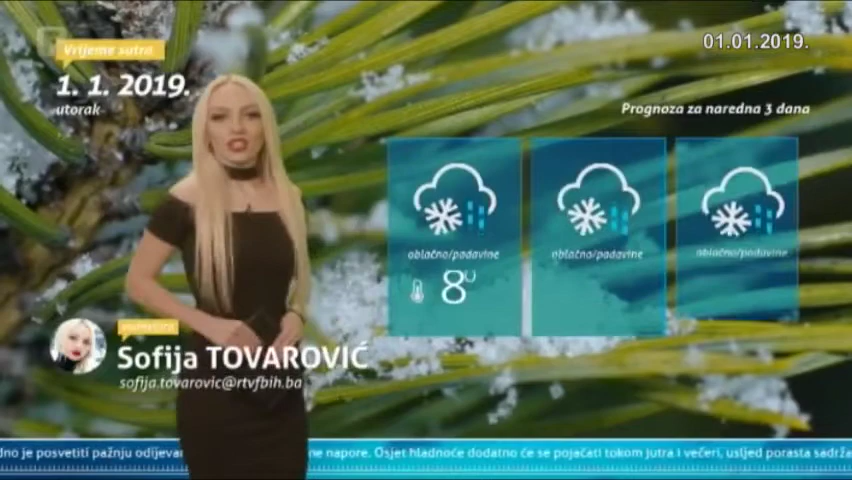 Vrijeme sutra
01.01.2019.
1. 1. 2019.
utorak
Prognoza za naredna 3 dana
oblačno/padavine
oblačno/padavine
oblačno/padavine
8
Sofija TOVAROVIĆ
sofija.tovarovic@rtvfbih.ba
dno je posvetiti pažnju odijevan
ne napore. Osjet hladnoće dodatno će se pojačati tokom jutra i večeri, usljed porasta sadrža